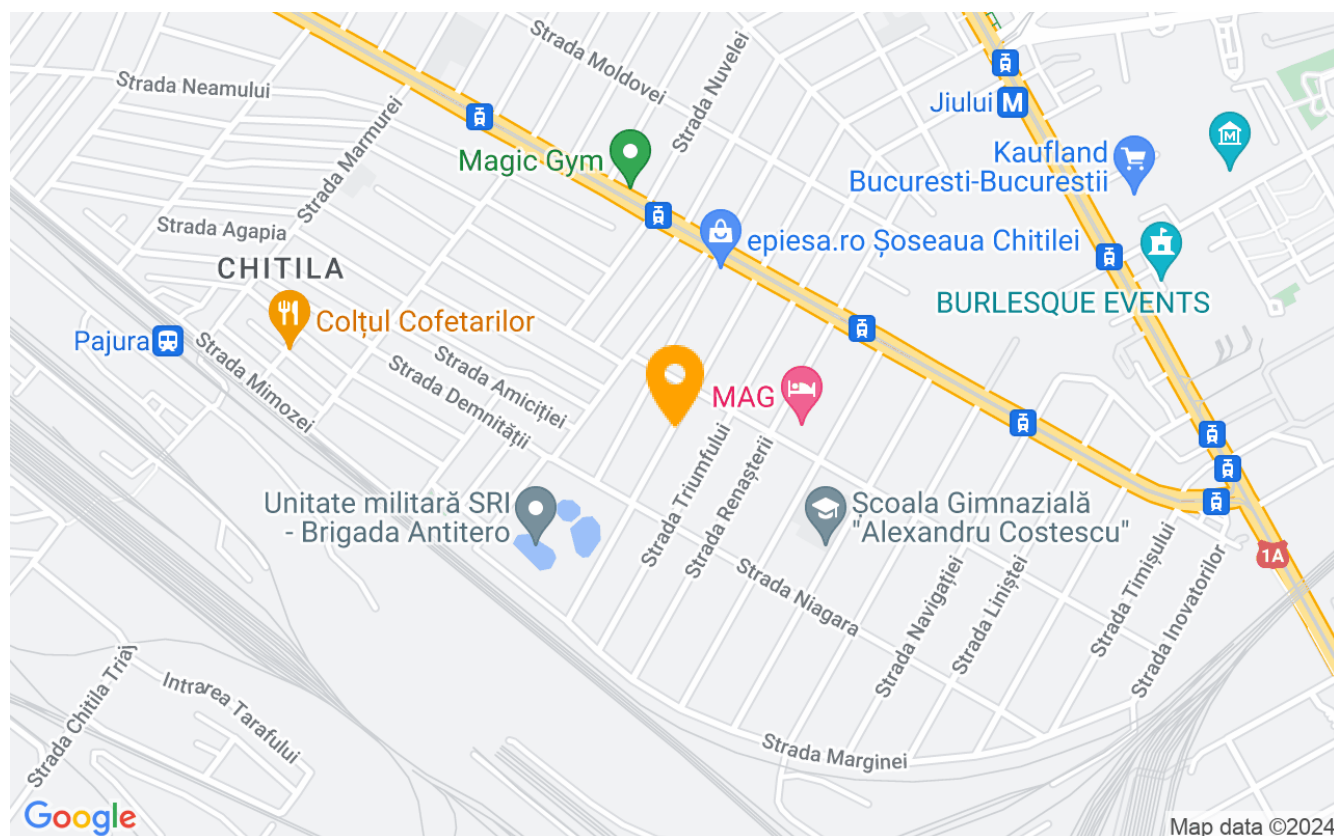 Strada Moldovei
Strada Nuvelei
Strada Neamului
Strada Marmurei
Jiului
M
Magic Gym
Kaufland
Bucuresti-Bucurestii
M
Strada Agapia
epiesa.ro Șoseaua Chitilei
CHITILA
BURLESQUE EVENTS
Colțul Cofetarilor
Pajura
Strada Mimozei
Strada Amiciției
Strada Demnității
MAG
Strada Triumfului
Strada Renașterii
Unitate militară SRI
- Brigada Antitero
Școala Gimnazială
"Alexandru Costescu"
1A
Strada Niagara
Strada Navigației
Strada Liniștei
Strada Timișului
Strada Inovatorilor
Strada Chitila Triaj
Intrarea Tarafului
Strada Marginei
Google
Map data ©2024